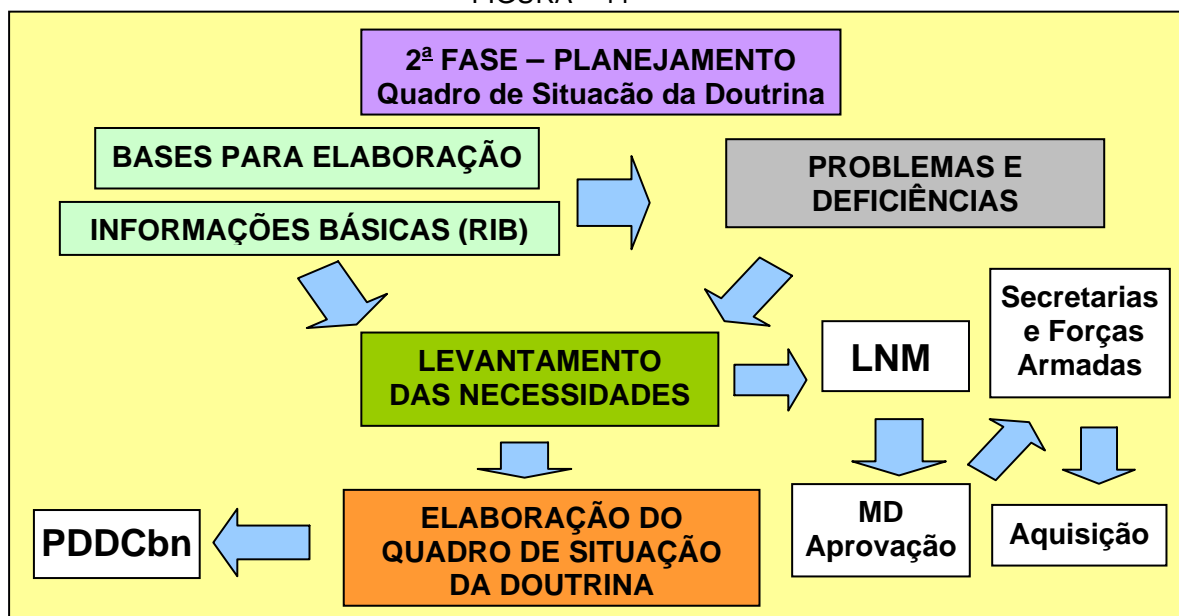 2ª FASE – PLANEJAMENTO
Quadro de Situação da Doutrina
BASES PARA ELABORAÇÃO
INFORMAÇÕES BÁSICAS (RIB)
PROBLEMAS E
DEFICIÊNCIAS
LEVANTAMENTO
DAS NECESSIDADES
LNM
Secretarias
e Forças
Armadas
ELABORAÇÃO DO
QUADRO DE SITUAÇÃO
DA DOUTRINA
PDDCbn
MD
Aprovação
Aquisição